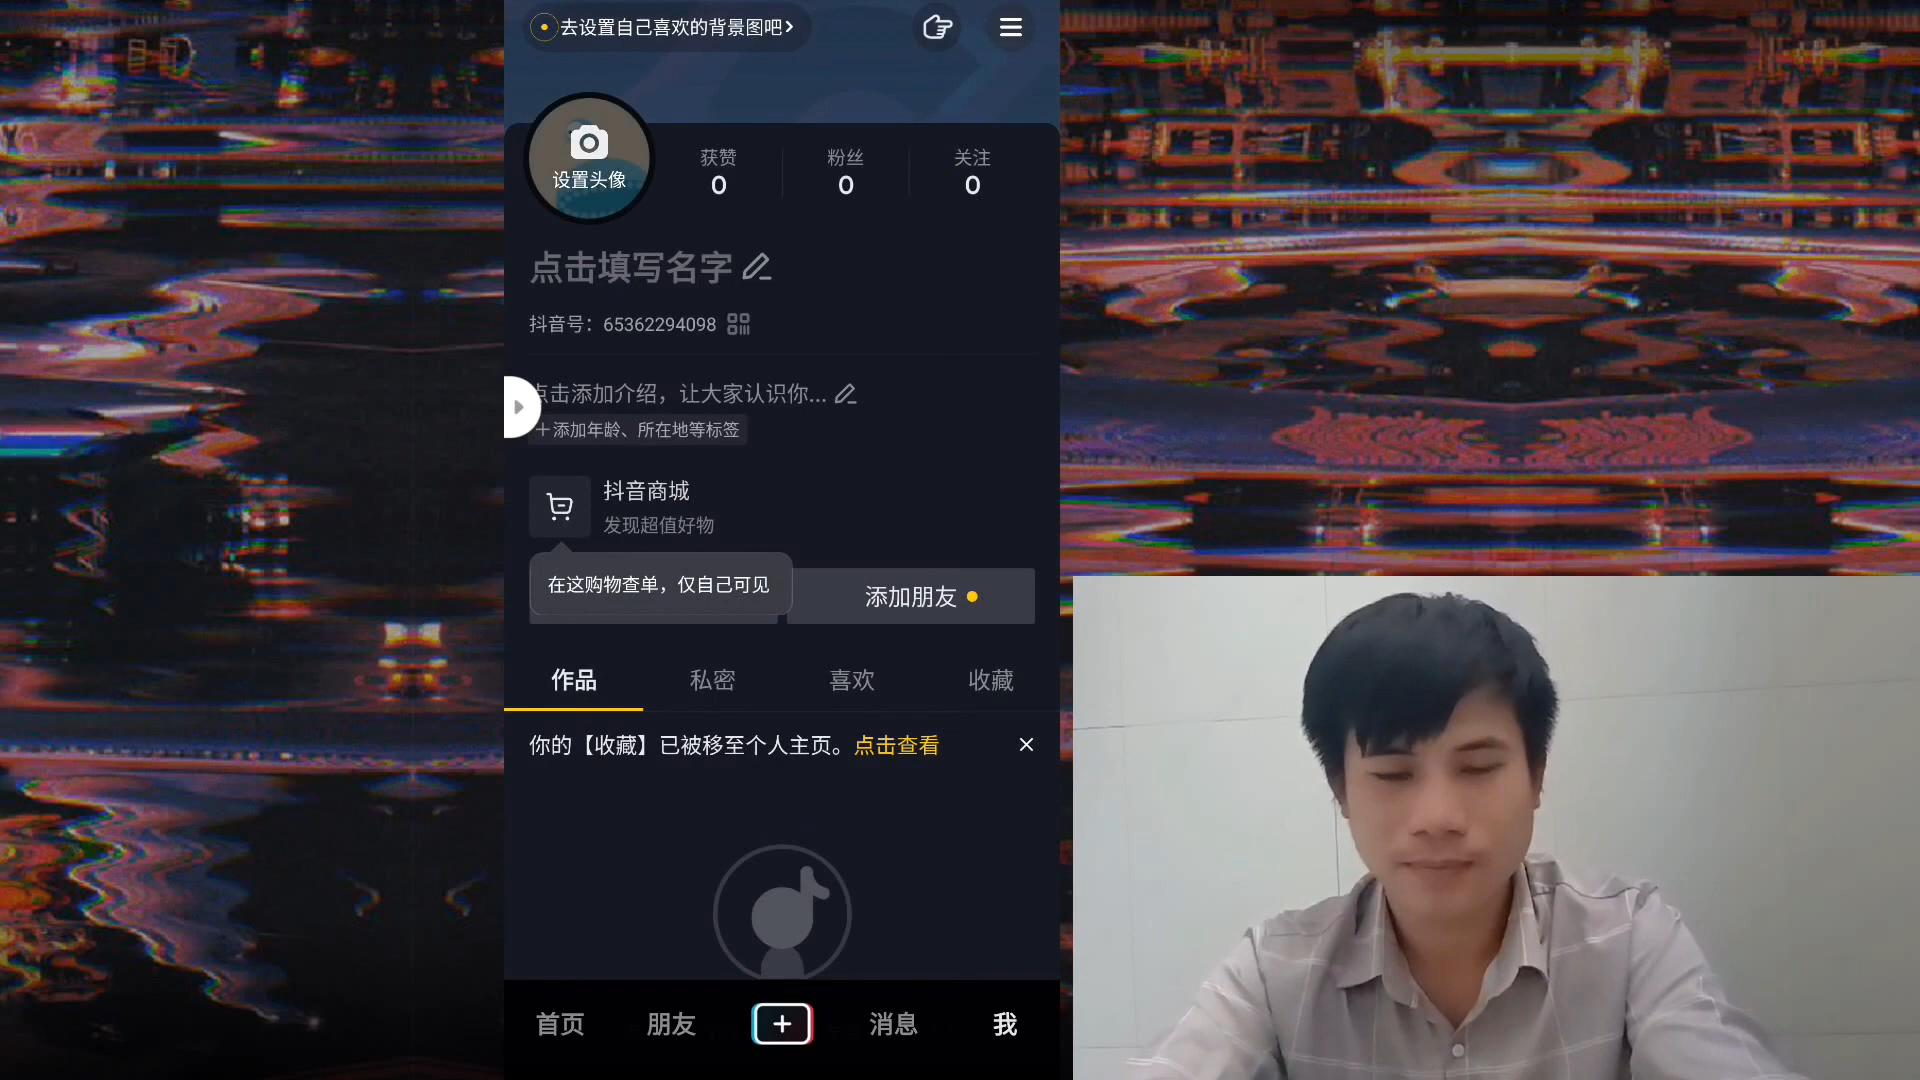 去设置自己喜欢的背景图吧
设置头像
获赞
0
粉丝
0
关注
0
点击填写名字
抖音号：65362294098
点击添加介绍，让大家认识你...
+添加年龄、所在地等标签
抖音商城
发现超值好物
在这购物查单，仅自己可见
添加朋友
作品
私密
喜欢
收藏
你的【收藏】已被移至个人主页。点击查看
首页
朋友
消息
我